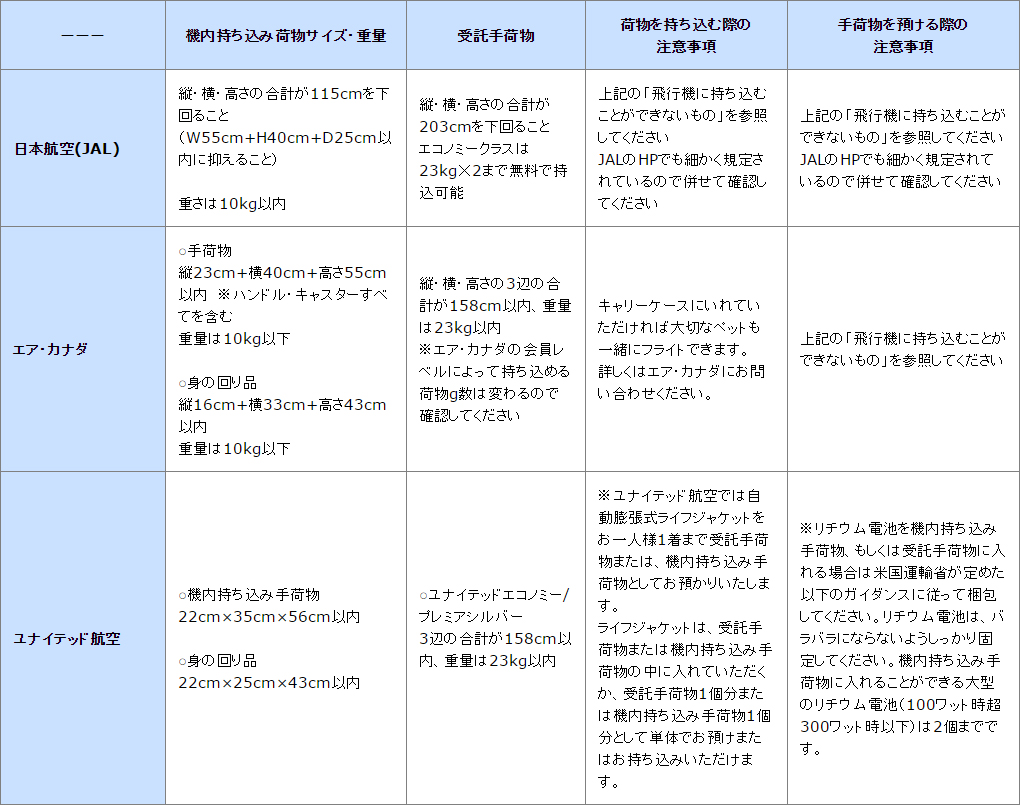 ーーー
機内持ち込み荷物サイズ・重量
受託手荷物
荷物を持ち込む際の
注意事項
手荷物を預ける際の
注意事項
日本航空(JAL)
縦・横・高さの合計が115cmを下
回ること
（W55cm+H40cm+D25cm以
内に抑えること）
重さは10kg以内
縦・横・高さの合計が
203cmを下回ること
エコノミークラスは
23kg×2まで無料で持
込可能
上記の「飛行機に持ち込む
ことができないもの」を参照
してください
JALのHPでも細かく規定さ
れているので併せて確認し
てください
上記の「飛行機に持ち込むことが
できないもの」を参照してください
JALのHPでも細かく規定されて
いるので併せて確認してください
エア・カナダ
○手荷物
縦23cm+横40cm+高さ55cm
以内　※ハンドル・キャスターすべ
てを含む
重量は10kg以下
○身の回り品
縦16cm+横33cm+高さ43cm
以内
重量は10kg以下
縦・横・高さの3辺の合
計が158cm以内、重量
は23kg以内
※エア・カナダの会員レ
ベルによって持ち込める
荷物g数は変わるので
確認してください
キャリーケースにいれてい
ただければ大切なペットも
一緒にフライトできます。
詳しくはエア・カナダにお問
い合わせください。
上記の「飛行機に持ち込むことが
できないもの」を参照してください
ユナイテッド航空
○機内持ち込み手荷物
22cm×35cm×56cm以内
○身の回り品
22cm×25cm×43cm以内
○ユナイテッドエコノミー/
プレミアシルバー
3辺の合計が158cm以
内、重量は23kg以内
※ユナイテッド航空では自
動膨張式ライフジャケットを
お一人様1着まで受託手荷
物または、機内持ち込み手
荷物としてお預かりいたしま
す。
ライフジャケットは、受託手
荷物または機内持ち込み手
荷物の中に入れていただく
か、受託手荷物1個分また
は機内持ち込み手荷物1個
分として単体でお預けまた
はお持ち込みいただけま
す。
※リチウム電池を機内持ち込み
手荷物、もしくは受託手荷物に入
れる場合は米国運輸省が定めた
以下のガイダンスに従って梱包
してください。リチウム電池は、バ
ラバラにならないようしっかり固
定してください。機内持ち込み手
荷物に入れることができる大型
のリチウム電池（100ワット時超
300ワット時以下）は2個までで
す。